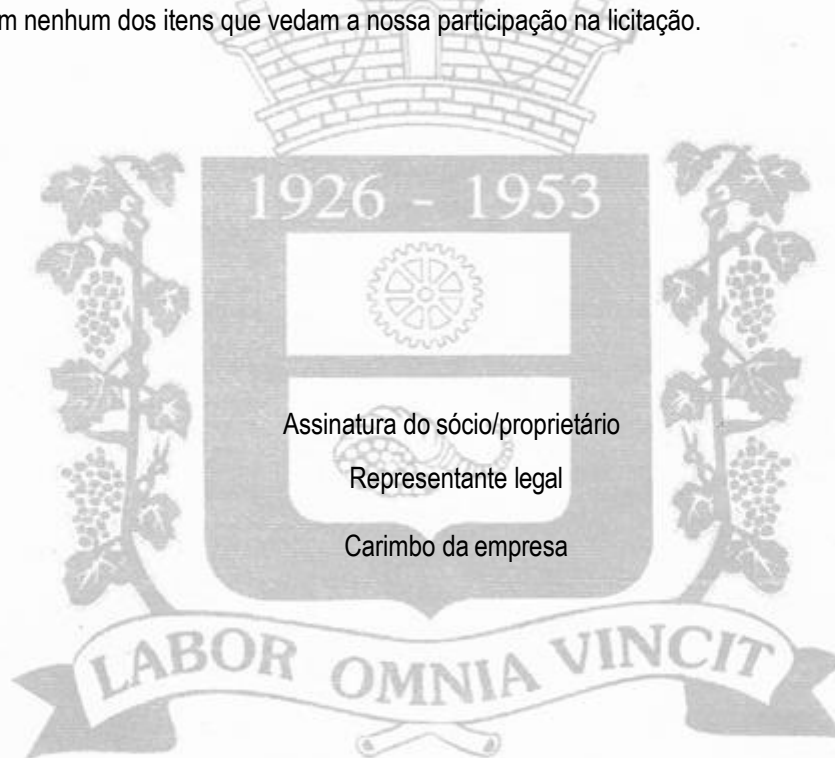 m nenhum dos itens que vedam a nossa participação na licitação.
1926 - 1953
Assinatura do sócio/proprietário
Representante legal
Carimbo da empresa
LABOR OMNIA VINCIT